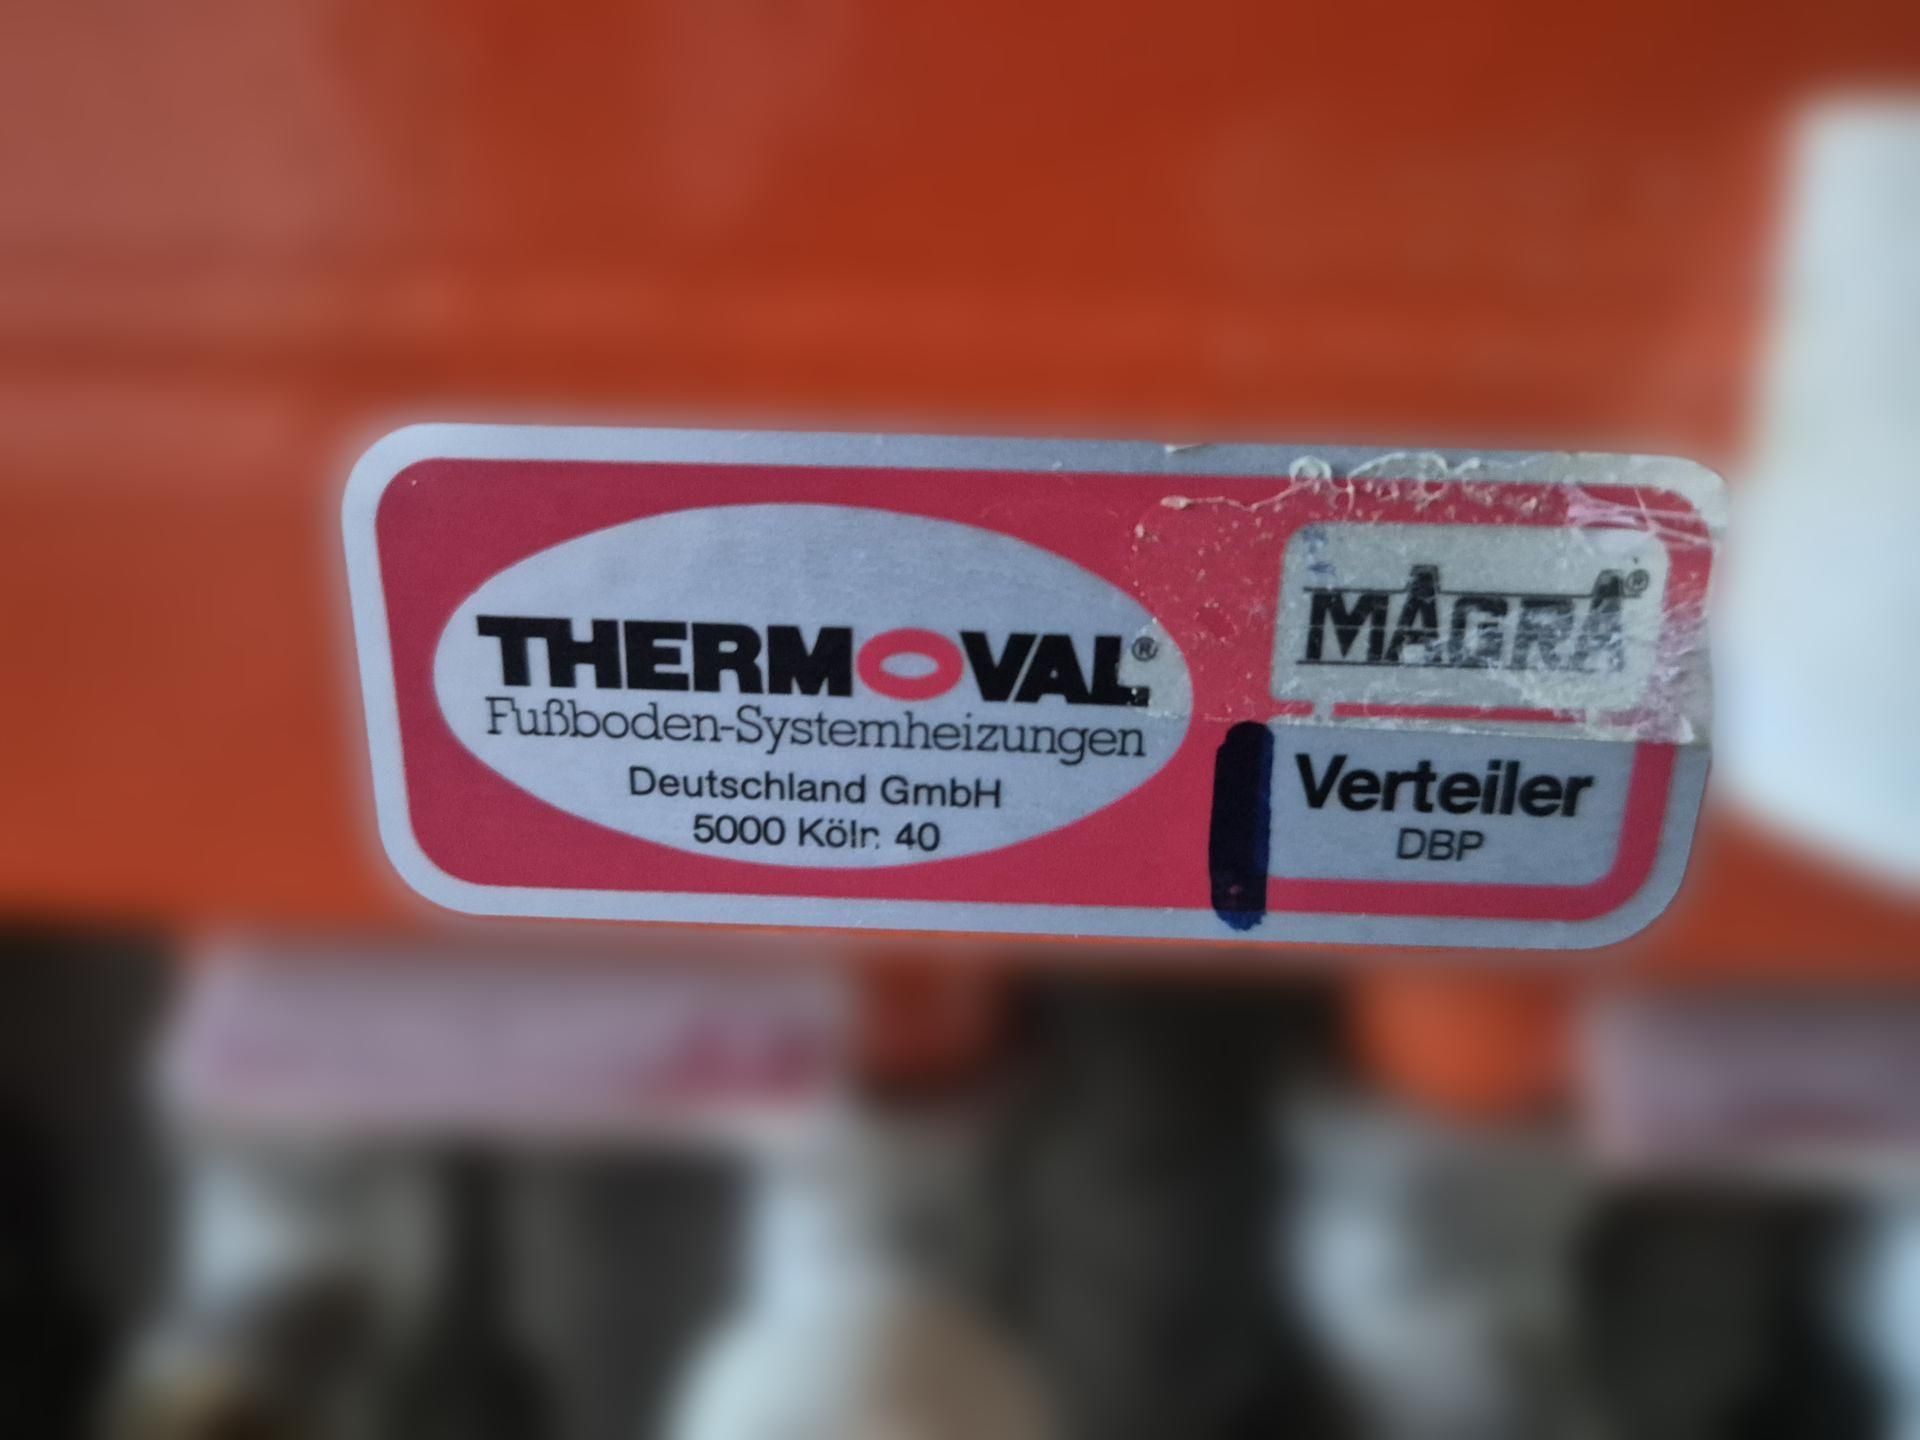 THERMOVAL®
Fußboden-Systemheizungen
Deutschland GmbH
5000 Köln 40
MAGRA®
Verteiler
DBP